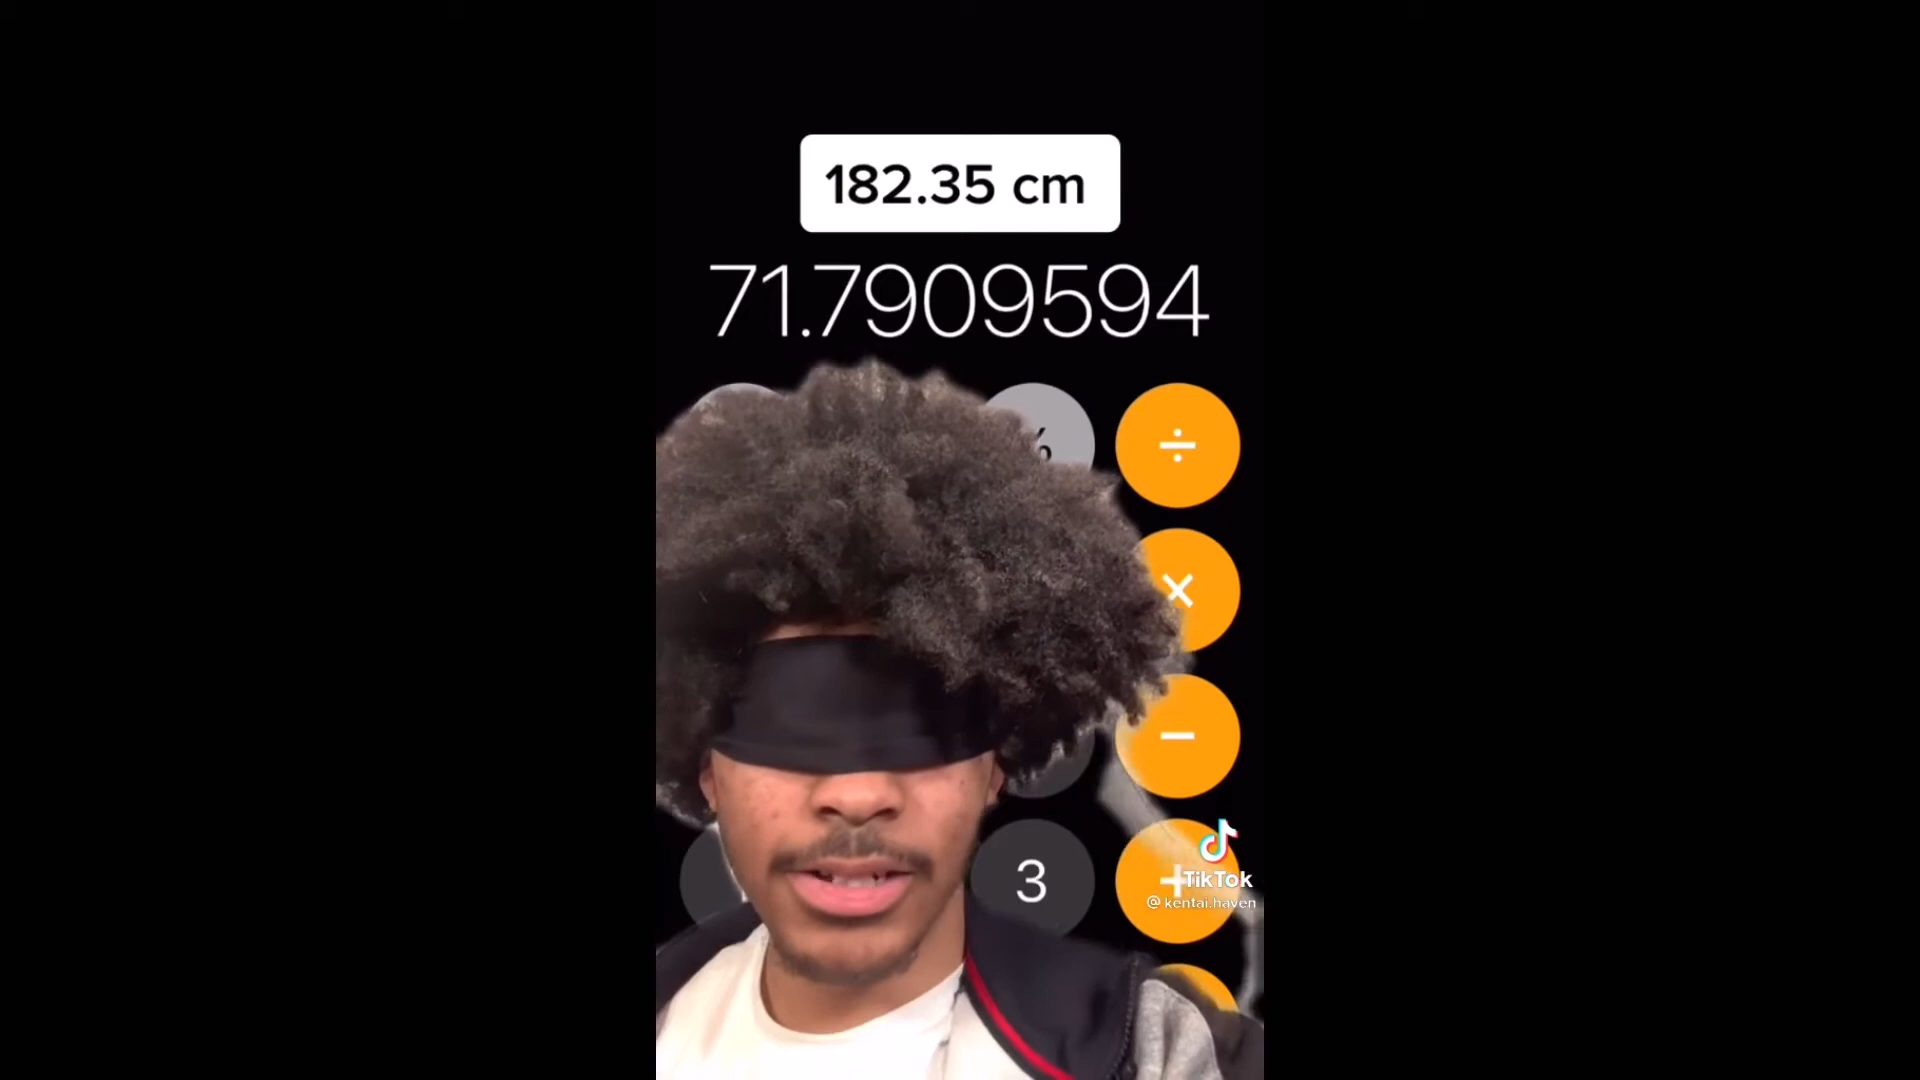 182.35 cm
71.7909594
%
÷
×
−
3
+
TikTok
@kentai.haven